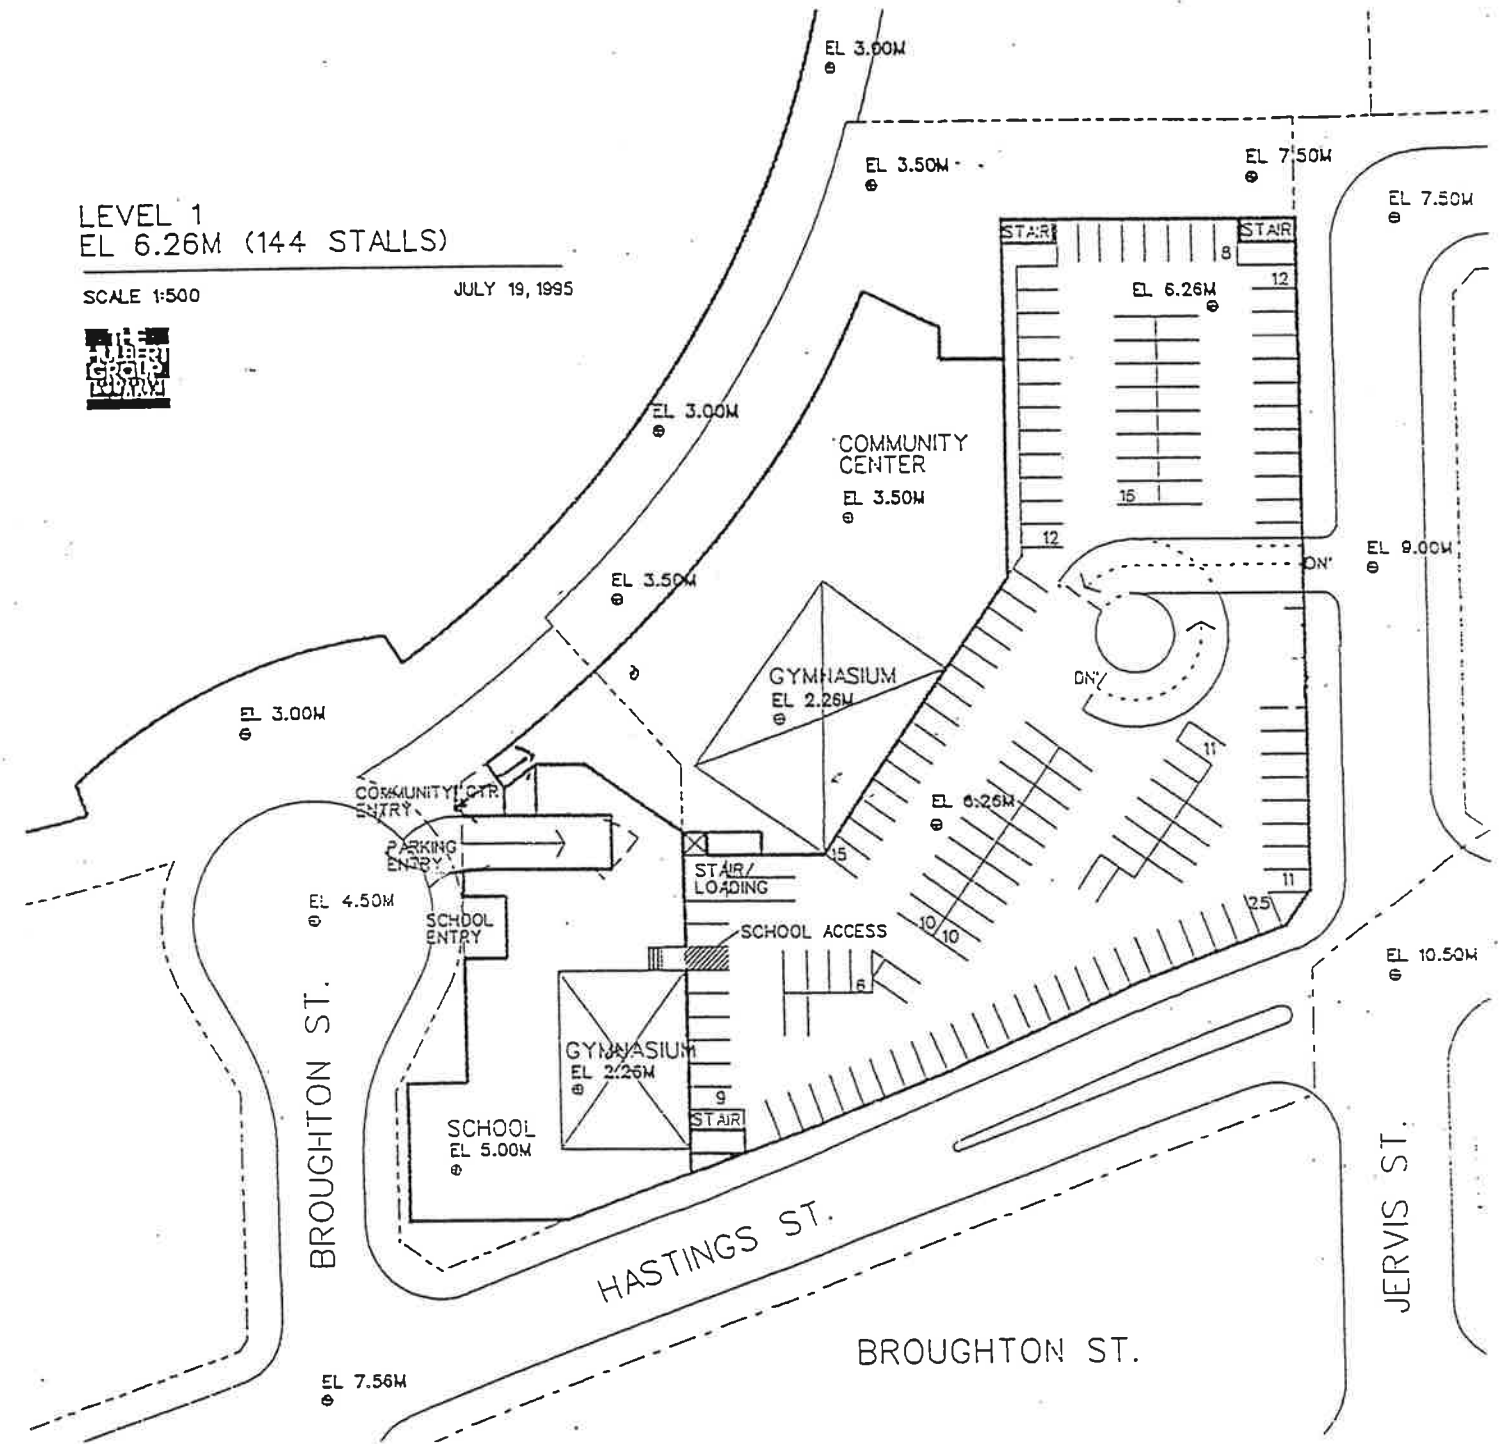 EL 3.00M
EL 3.50M
EL 7.50M
EL 7.50M
LEVEL 1
EL 6.26M (144 STALLS)
SCALE 1:500
JULY 19, 1995
THE
HULBERT
GROUP
STAIR
STAIR
8
12
EL 6.26M
EL 3.00M
COMMUNITY
CENTER
EL 3.50M
15
12
EL 9.00M
DN
EL 3.50M
GYMNASIUM
EL 2.26M
DN
EL 3.00M
11
COMMUNITY CTR
ENTRY
EL 6.26M
PARKING
ENTRY
15
STAIR/
LOADING
11
EL 4.50M
SCHOOL
ENTRY
SCHOOL ACCESS
10
10
25
EL 10.50M
6
GYMNASIUM
EL 2.26M
9
STAIR
SCHOOL
EL 5.00M
BROUGHTON ST.
HASTINGS ST.
JERVIS ST.
BROUGHTON ST.
EL 7.56M